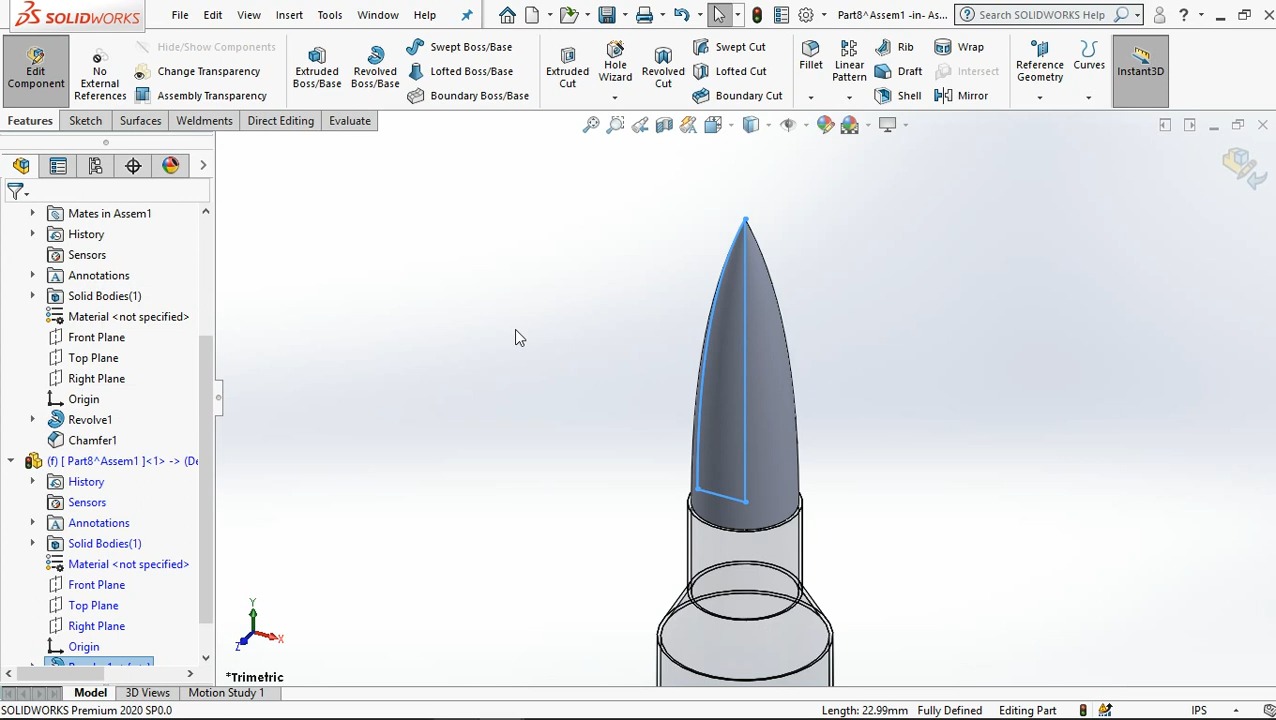 SOLIDWORKS File Edit View Insert Tools Window Help Part8^Assem1 -in- As... Search SOLIDWORKS Help ?
Edit Component
No External References
Hide/Show Components
Change Transparency
Assembly Transparency
Extruded Boss/Base
Revolved Boss/Base
Swept Boss/Base
Lofted Boss/Base
Boundary Boss/Base
Extruded Cut
Hole Wizard
Revolved Cut
Swept Cut
Lofted Cut
Boundary Cut
Fillet
Linear Pattern
Rib
Draft
Shell
Wrap
Intersect
Mirror
Reference Geometry
Curves
Instant3D
Features Sketch Surfaces Weldments Direct Editing Evaluate
Mates in Assem1
History
Sensors
Annotations
Solid Bodies(1)
Material <not specified>
Front Plane
Top Plane
Right Plane
Origin
Revolve1
Chamfer1
(f) [ Part8^Assem1 ]<1> -> (De
History
Sensors
Annotations
Solid Bodies(1)
Material <not specified>
Front Plane
Top Plane
Right Plane
Origin
Y
X
Z
*Trimetric
Model 3D Views Motion Study 1
SOLIDWORKS Premium 2020 SP0.0 Length: 22.99mm Fully Defined Editing Part IPS